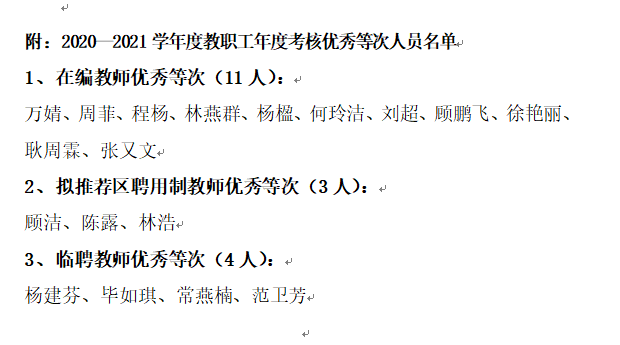 附：2020—2021 学年度教职工年度考核优秀等次人员名单
1、在编教师优秀等次（11 人）：
万婧、周菲、程杨、林燕群、杨楹、何玲洁、刘超、顾鹏飞、徐艳丽、
耿周霖、张又文
2、拟推荐区聘用制教师优秀等次（3 人）：
顾洁、陈露、林浩
3、临聘教师优秀等次（4 人）：
杨建芬、毕如琪、常燕楠、范卫芳